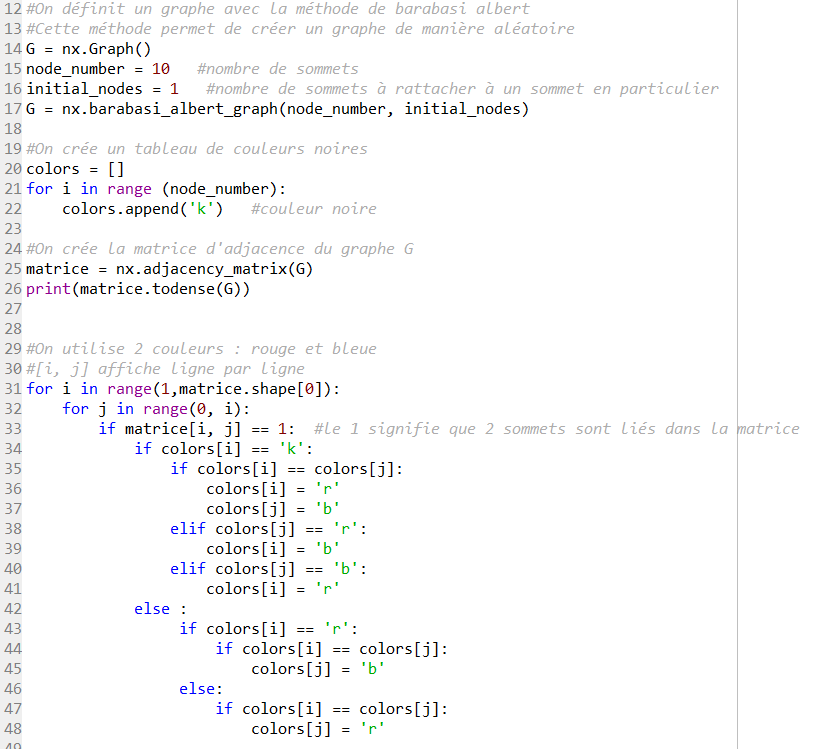 12 #On définit un graphe avec la méthode de barabasi albert
13 #Cette méthode permet de créer un graphe de manière aléatoire
14 G = nx.Graph()
15 node_number = 10   #nombre de sommets
16 initial_nodes = 1   #nombre de sommets à rattacher à un sommet en particulier
17 G = nx.barabasi_albert_graph(node_number, initial_nodes)
18
19 #On crée un tableau de couleurs noires
20 colors = []
21 for i in range (node_number):
22     colors.append('k')   #couleur noire
23
24 #On crée la matrice d'adjacence du graphe G
25 matrice = nx.adjacency_matrix(G)
26 print(matrice.todense(G))
27
28
29 #On utilise 2 couleurs : rouge et bleue
30 #[i, j] affiche ligne par ligne
31 for i in range(1,matrice.shape[0]):
32     for j in range(0, i):
33         if matrice[i, j] == 1:  #le 1 signifie que 2 sommets sont liés dans la matrice
34             if colors[i] == 'k':
35                 if colors[i] == colors[j]:
36                     colors[i] = 'r'
37                     colors[j] = 'b'
38                 elif colors[j] == 'r':
39                     colors[i] = 'b'
40                 elif colors[j] == 'b':
41                     colors[i] = 'r'
42             else :
43                  if colors[i] == 'r':
44                      if colors[i] == colors[j]:
45                          colors[j] = 'b'
46                  else:
47                      if colors[i] == colors[j]:
48                          colors[j] = 'r'
49